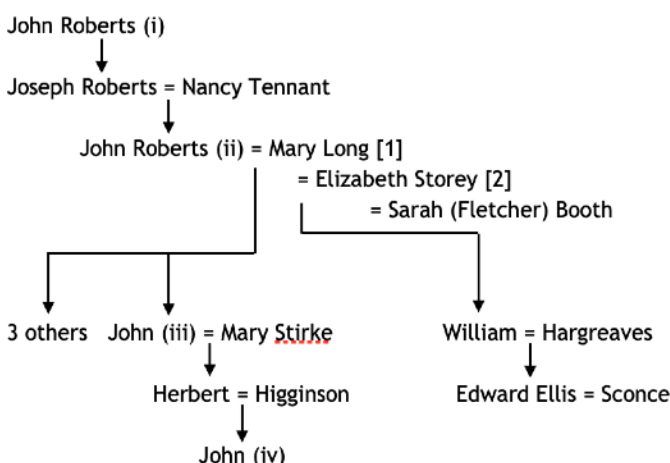 John Roberts (i)
Joseph Roberts = Nancy Tennant
John Roberts (ii) = Mary Long [1]
= Elizabeth Storey [2]
= Sarah (Fletcher) Booth
3 others John (iii) = Mary Stirke William = Hargreaves
Herbert = Higginson Edward Ellis = Sconce
John (iv)